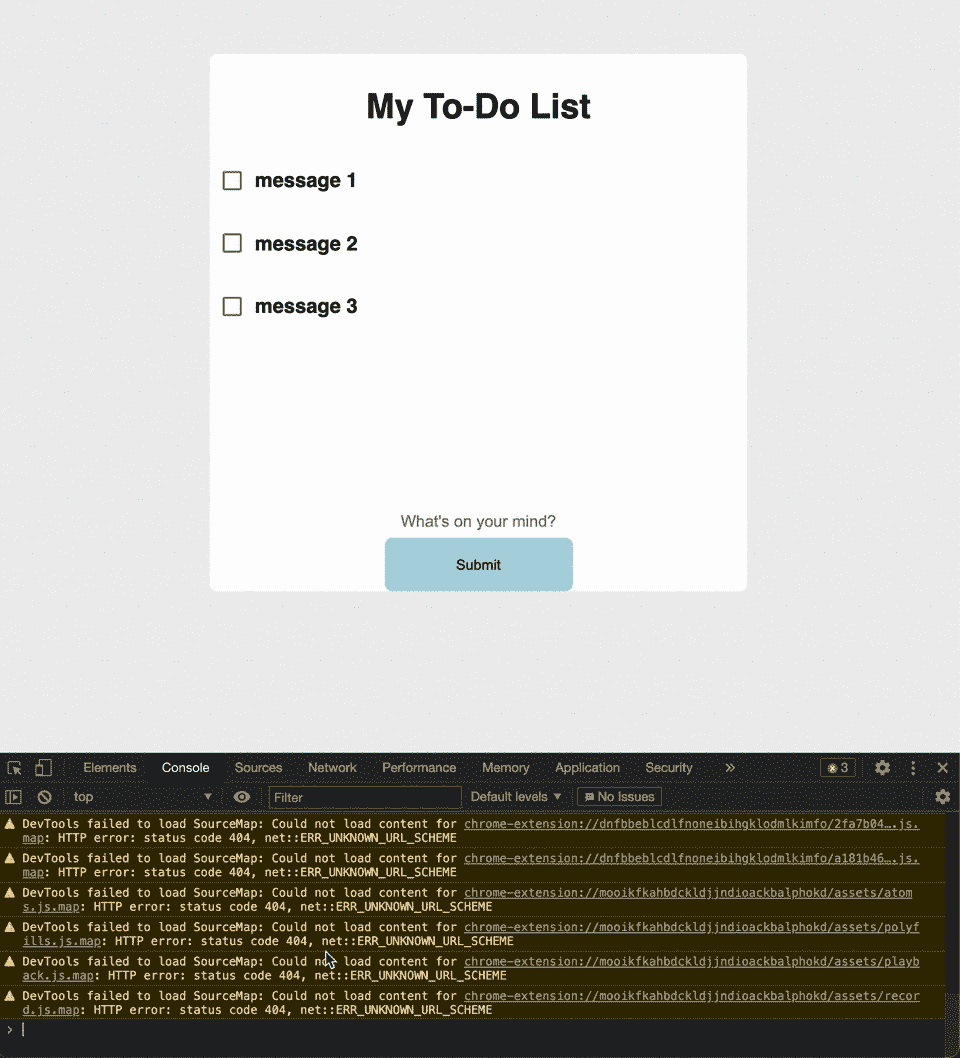 My To-Do List
message 1
message 2
message 3
What's on your mind?
Submit
Elements Console Sources Network Performance Memory Application Security » 3
top Filter Default levels No Issues
DevTools failed to load SourceMap: Could not load content for chrome-extension://dnfbbeblcdlfnoneibihgklodmlkimfo/2fa7b04….js.
map: HTTP error: status code 404, net::ERR_UNKNOWN_URL_SCHEME
DevTools failed to load SourceMap: Could not load content for chrome-extension://dnfbbeblcdlfnoneibihgklodmlkimfo/a181b46….js.
map: HTTP error: status code 404, net::ERR_UNKNOWN_URL_SCHEME
DevTools failed to load SourceMap: Could not load content for chrome-extension://mooikfkahbdckldjjndioackbalphokd/assets/atom
s.js.map: HTTP error: status code 404, net::ERR_UNKNOWN_URL_SCHEME
DevTools failed to load SourceMap: Could not load content for chrome-extension://mooikfkahbdckldjjndioackbalphokd/assets/polyf
ills.js.map: HTTP error: status code 404, net::ERR_UNKNOWN_URL_SCHEME
DevTools failed to load SourceMap: Could not load content for chrome-extension://mooikfkahbdckldjjndioackbalphokd/assets/playb
ack.js.map: HTTP error: status code 404, net::ERR_UNKNOWN_URL_SCHEME
DevTools failed to load SourceMap: Could not load content for chrome-extension://mooikfkahbdckldjjndioackbalphokd/assets/recor
d.js.map: HTTP error: status code 404, net::ERR_UNKNOWN_URL_SCHEME